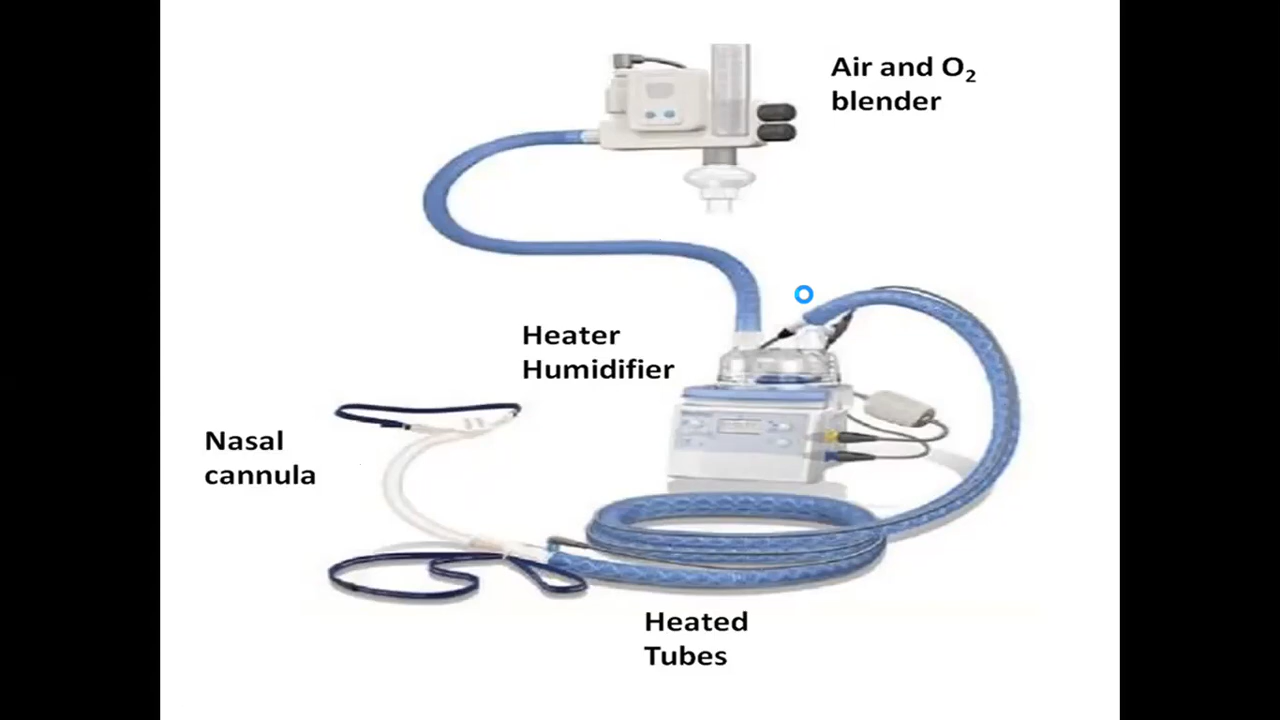 Air and O₂
blender
Heater
Humidifier
Nasal
cannula
Heated
Tubes